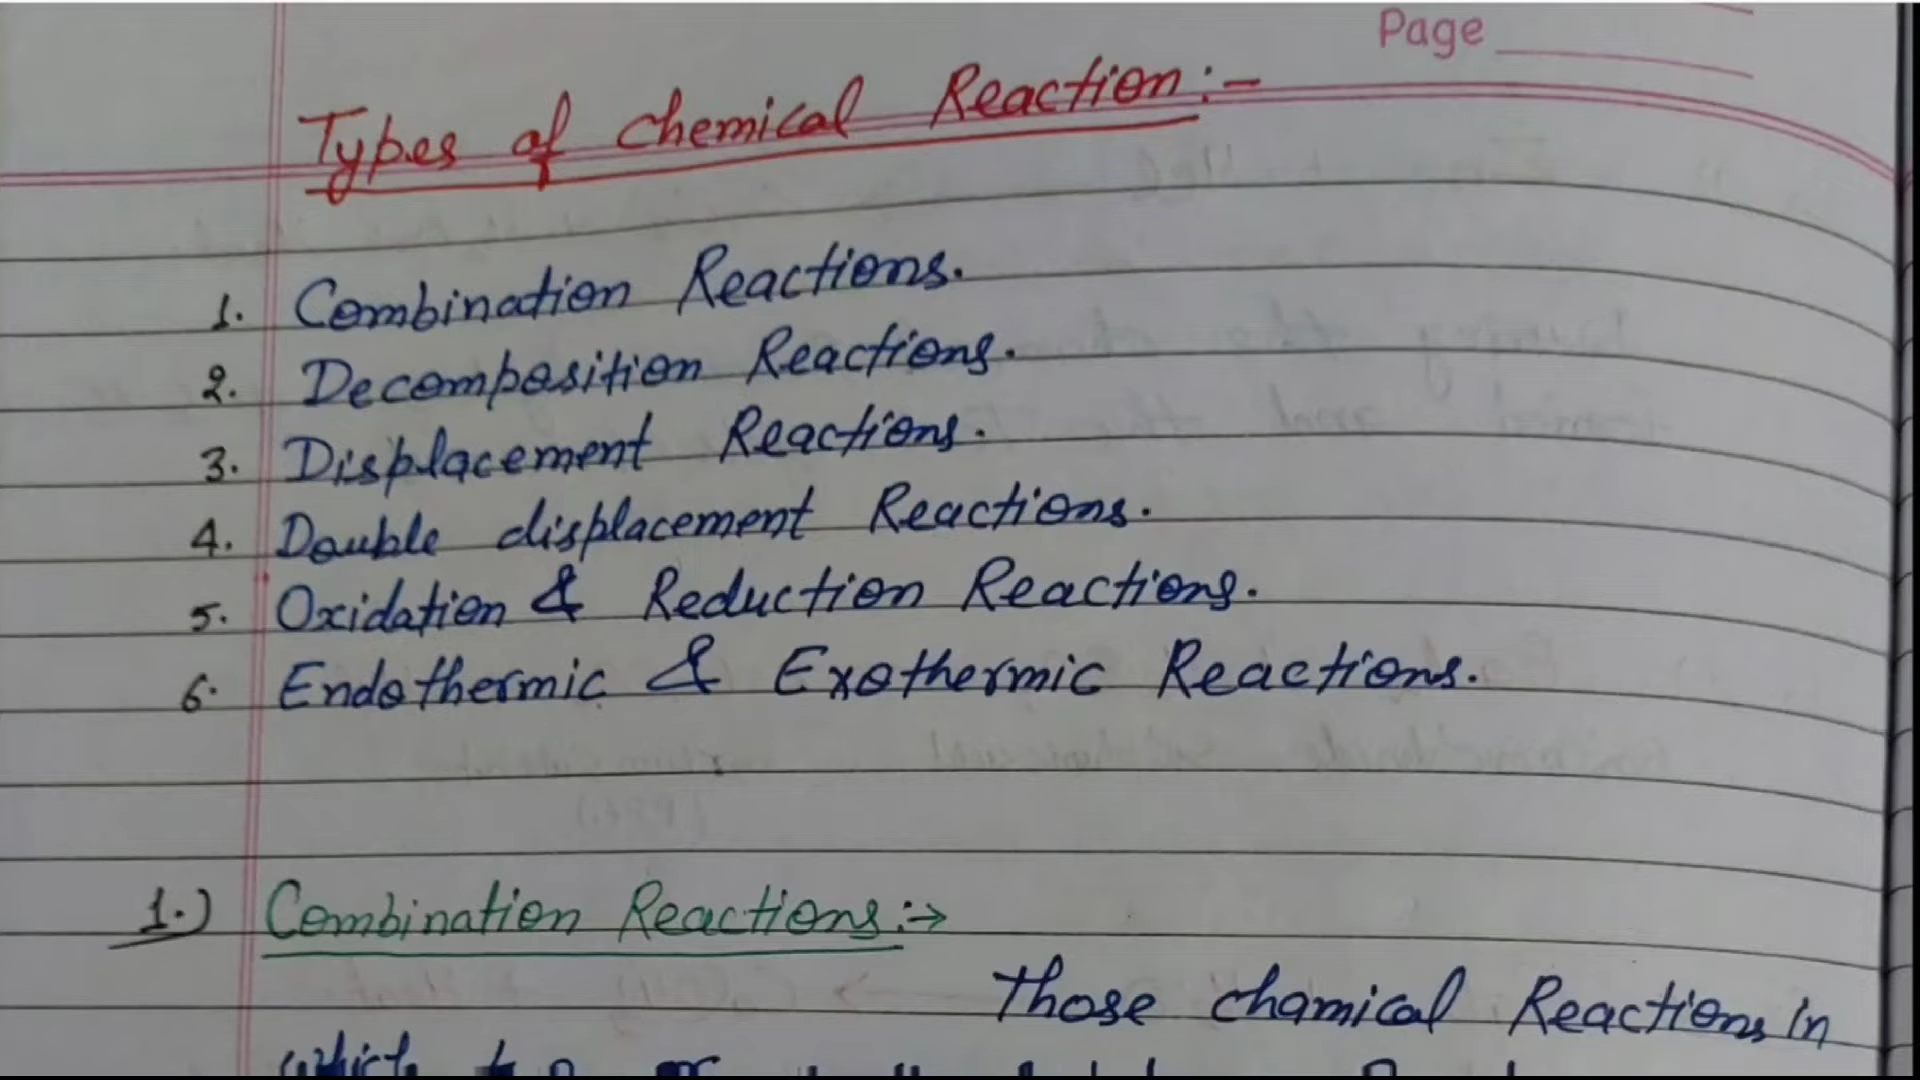 Page
Types of chemical Reaction:-
1. Combination Reactions.
2. Decomposition Reactions.
3. Displacement Reactions.
4. Double displacement Reactions.
5. Oxidation & Reduction Reactions.
6. Endothermic & Exothermic Reactions.
1.) Combination Reactions:→
Those chamical Reactions in
which